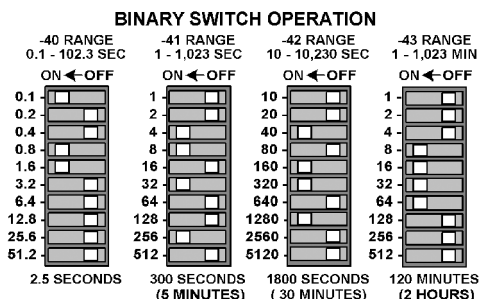 BINARY SWITCH OPERATION
-40 RANGE
0.1 - 102.3 SEC
ON ← OFF
0.1 -
0.2 -
0.4 -
0.8 -
1.6 -
3.2 -
6.4 -
12.8 -
25.6 -
51.2 -
2.5 SECONDS
-41 RANGE
1 - 1,023 SEC
ON ← OFF
1 -
2 -
4 -
8 -
16 -
32 -
64 -
128 -
256 -
512 -
300 SECONDS
(5 MINUTES)
-42 RANGE
10 - 10,230 SEC
ON ← OFF
10 -
20 -
40 -
80 -
160 -
320 -
640 -
1280 -
2560 -
5120 -
1800 SECONDS
( 30 MINUTES)
-43 RANGE
1 - 1,023 MIN
ON ← OFF
1 -
2 -
4 -
8 -
16 -
32 -
64 -
128 -
256 -
512 -
120 MINUTES
(2 HOURS)